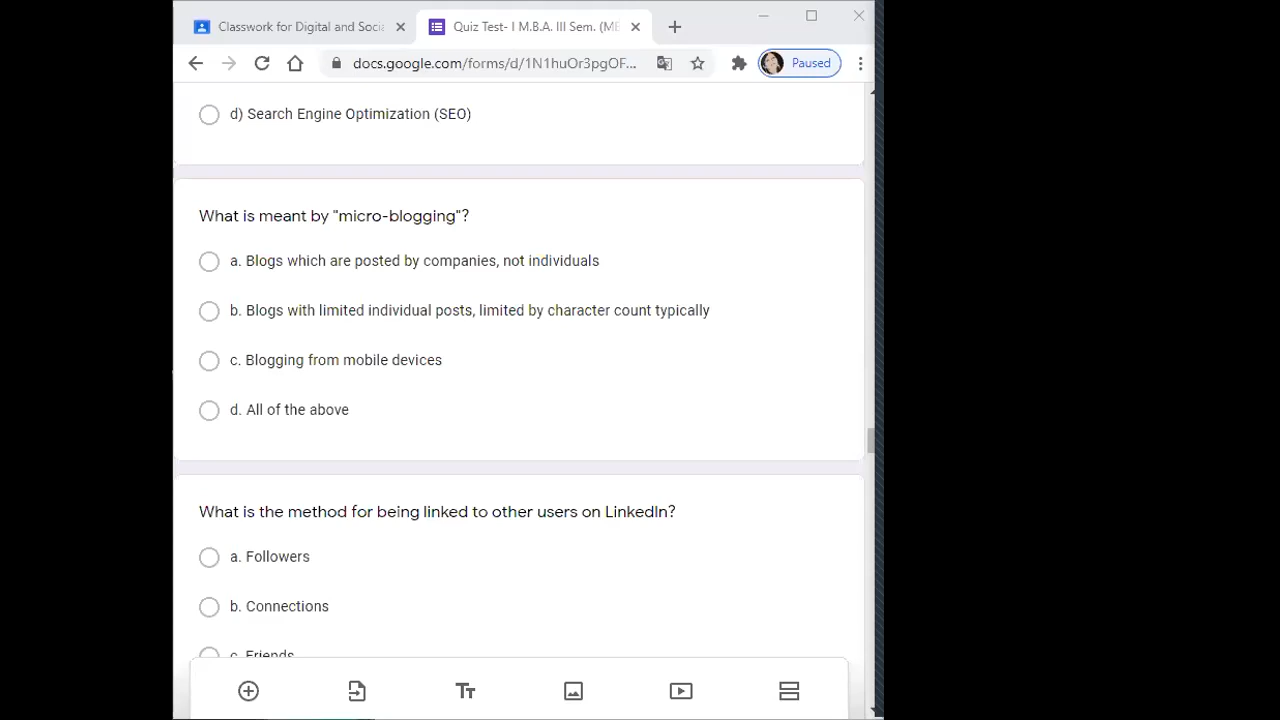 Classwork for Digital and Socia
Quiz Test- I M.B.A. III Sem. (MB
docs.google.com/forms/d/1N1huOr3pgOF...
Paused
d) Search Engine Optimization (SEO)
What is meant by "micro-blogging"?
a. Blogs which are posted by companies, not individuals
b. Blogs with limited individual posts, limited by character count typically
c. Blogging from mobile devices
d. All of the above
What is the method for being linked to other users on LinkedIn?
a. Followers
b. Connections
c. Friends